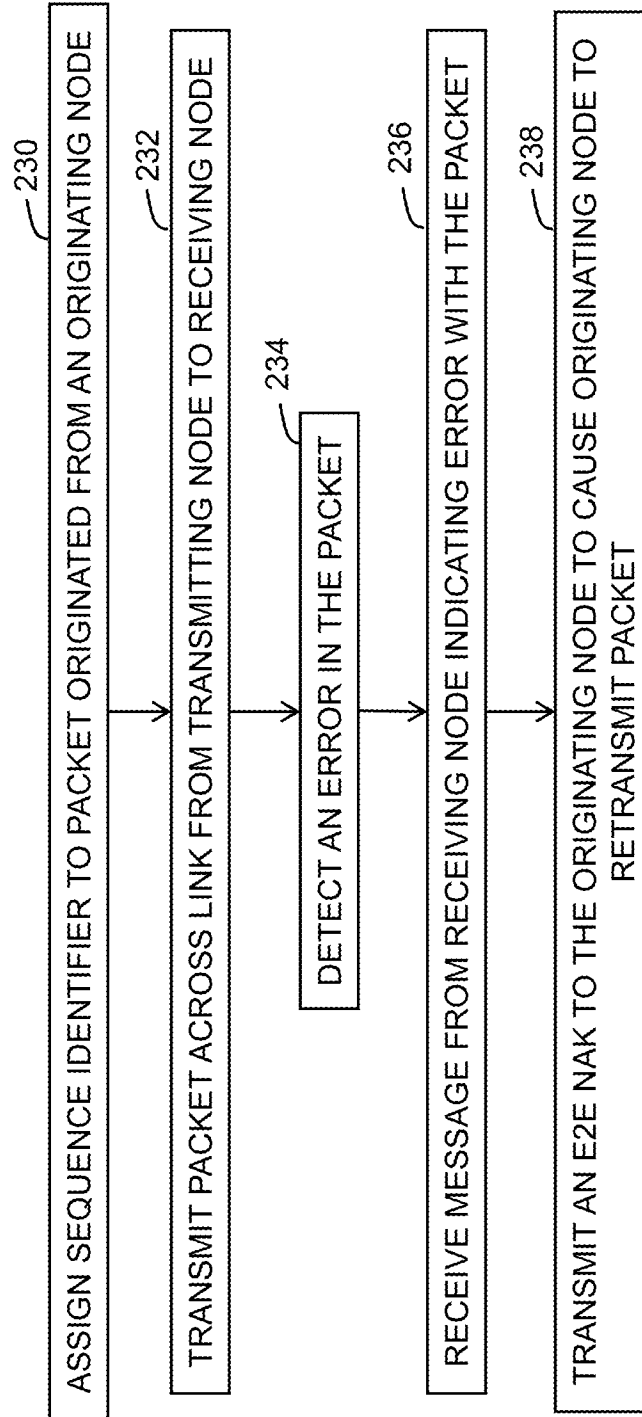 230
ASSIGN SEQUENCE IDENTIFIER TO PACKET ORIGINATED FROM AN ORIGINATING NODE
232
TRANSMIT PACKET ACROSS LINK FROM TRANSMITTING NODE TO RECEIVING NODE
234
DETECT AN ERROR IN THE PACKET
236
RECEIVE MESSAGE FROM RECEIVING NODE INDICATING ERROR WITH THE PACKET
238
TRANSMIT AN E2E NAK TO THE ORIGINATING NODE TO CAUSE ORIGINATING NODE TO
RETRANSMIT PACKET